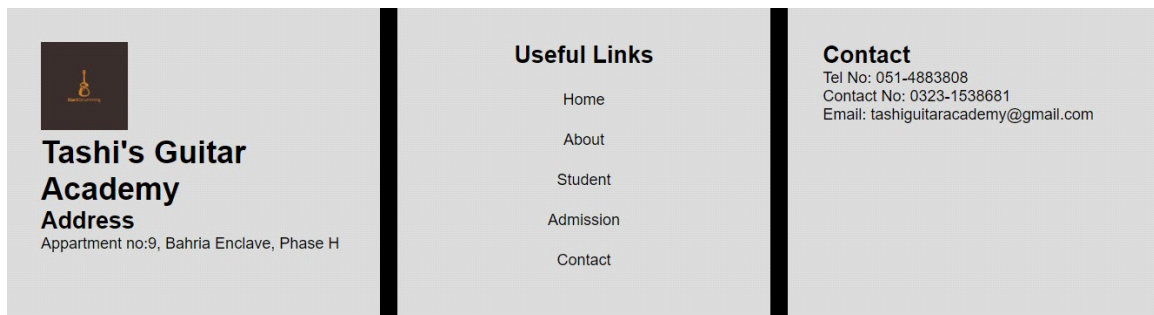 Tashi's Guitar
Academy
Address
Appartment no:9, Bahria Enclave, Phase H
Useful Links
Home
About
Student
Admission
Contact
Contact
Tel No: 051-4883808
Contact No: 0323-1538681
Email: tashiguitaracademy@gmail.com